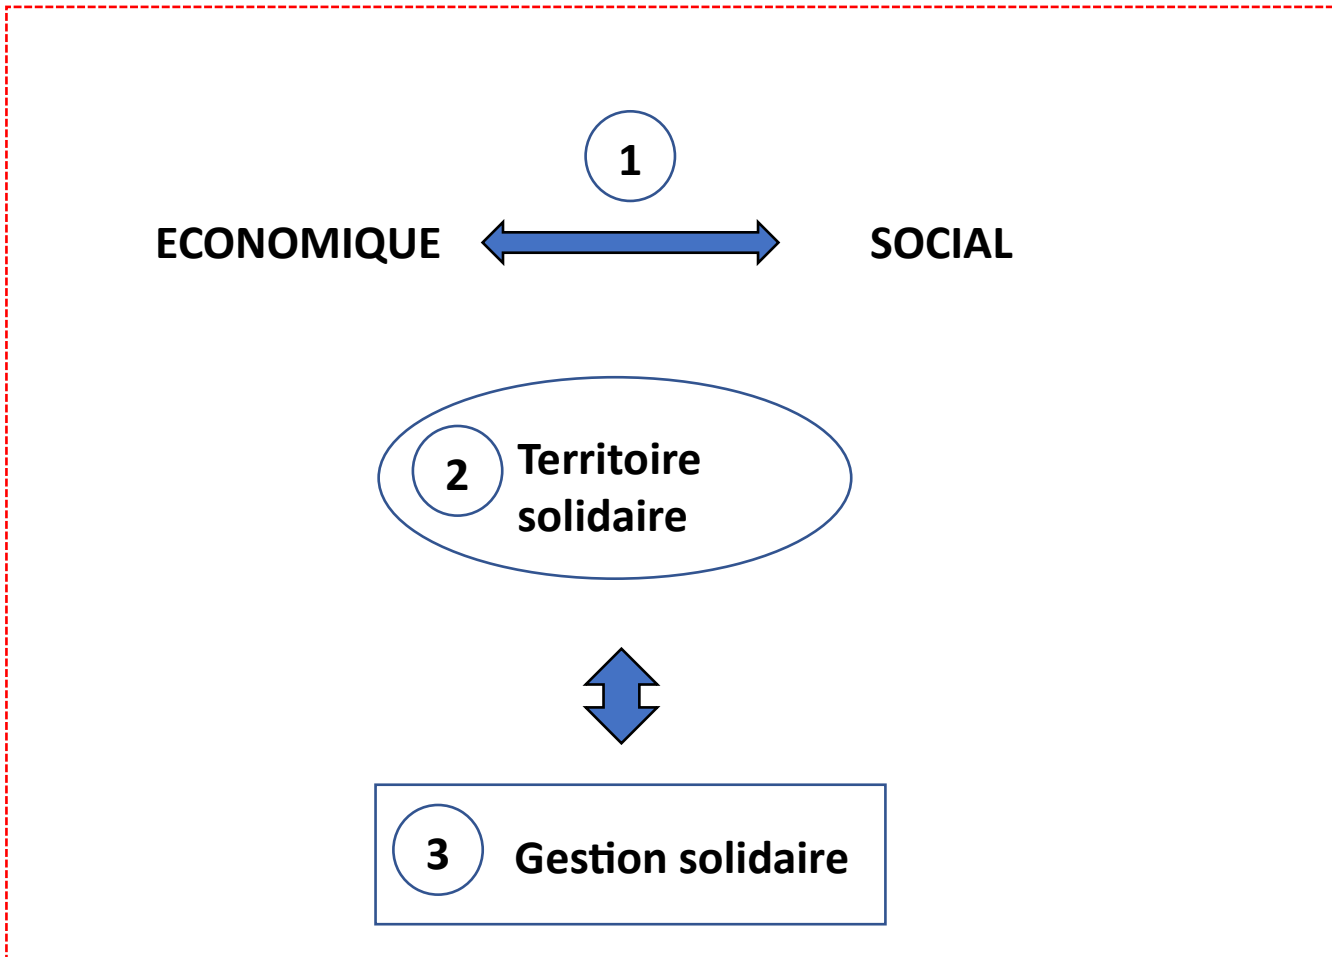 1
ECONOMIQUE SOCIAL
2 Territoire
solidaire
3 Gestion solidaire